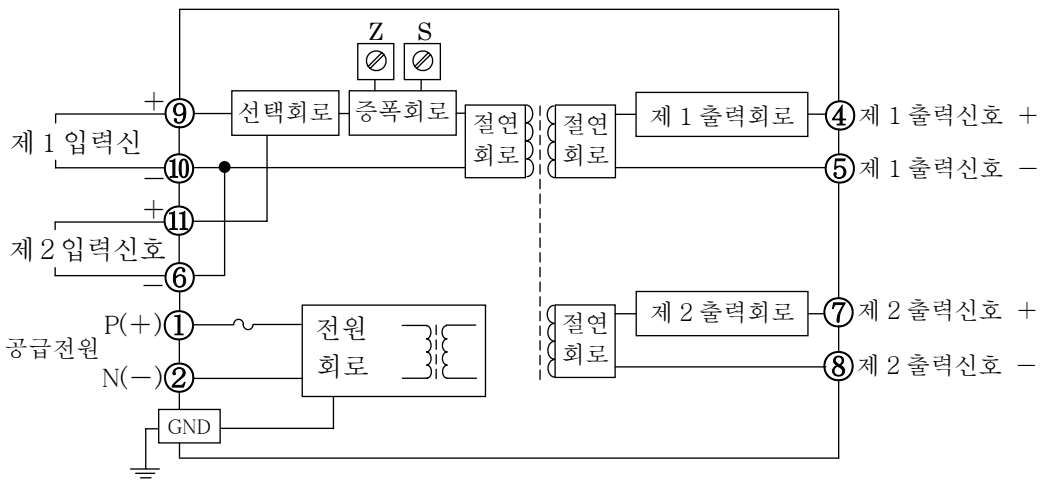 Z S
+
⑨ 선택회로 증폭회로 절연 절연 제 1 출력회로 ④ 제 1 출력신호 +
회로 회로
제 1 입력신
⑩ ⑤ 제 1 출력신호 −
−
+
⑪
제 2 입력신호
⑥
−
P(+) ① 전원 절연 제 2 출력회로 ⑦ 제 2 출력신호 +
회로 회로
공급전원
N(−) ② ⑧ 제 2 출력신호 −
GND